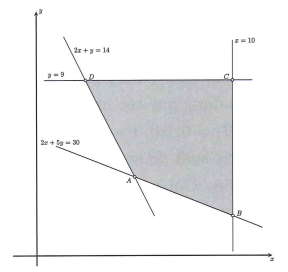 y
x = 10
2x + y = 14
y = 9
D
C
2x + 5y = 30
A
B
x